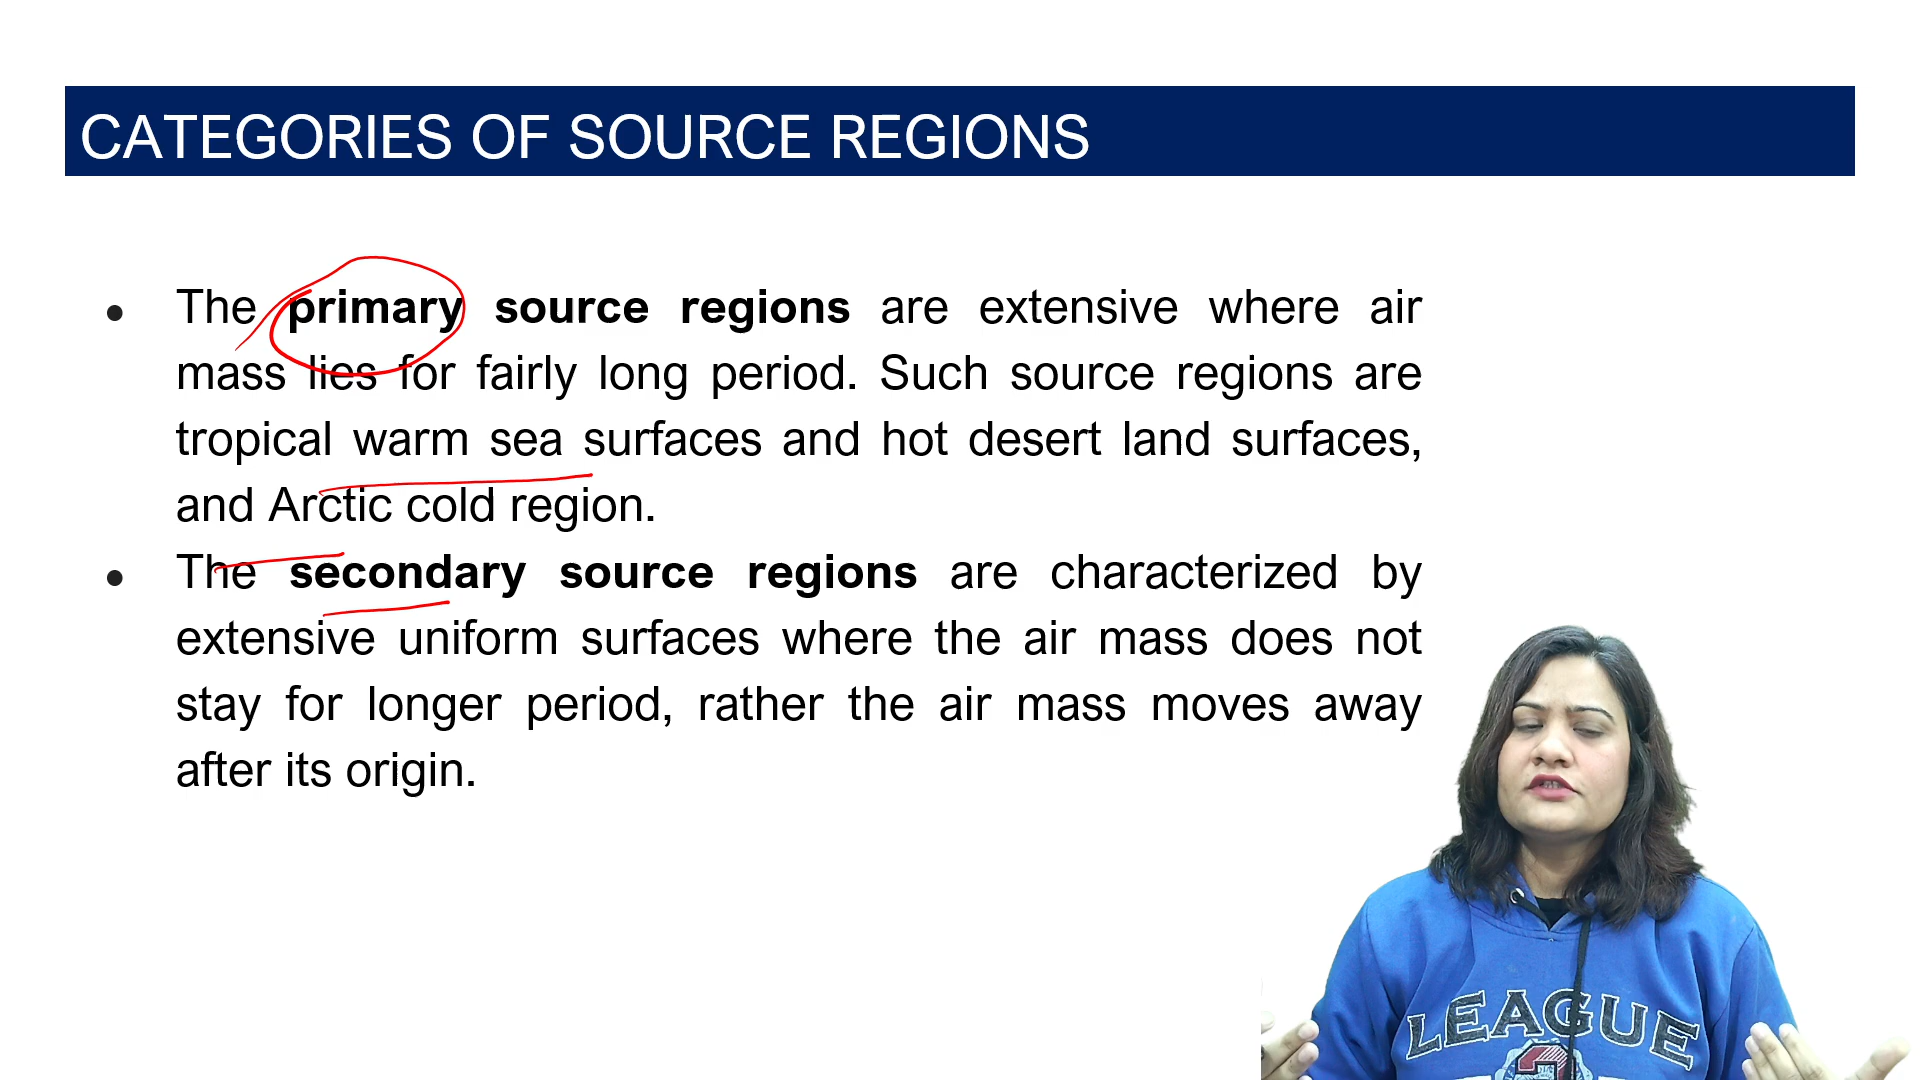 CATEGORIES OF SOURCE REGIONS
● The primary source regions are extensive where air
mass lies for fairly long period. Such source regions are
tropical warm sea surfaces and hot desert land surfaces,
and Arctic cold region.
● The secondary source regions are characterized by
extensive uniform surfaces where the air mass does not
stay for longer period, rather the air mass moves away
after its origin.
LEAGUE